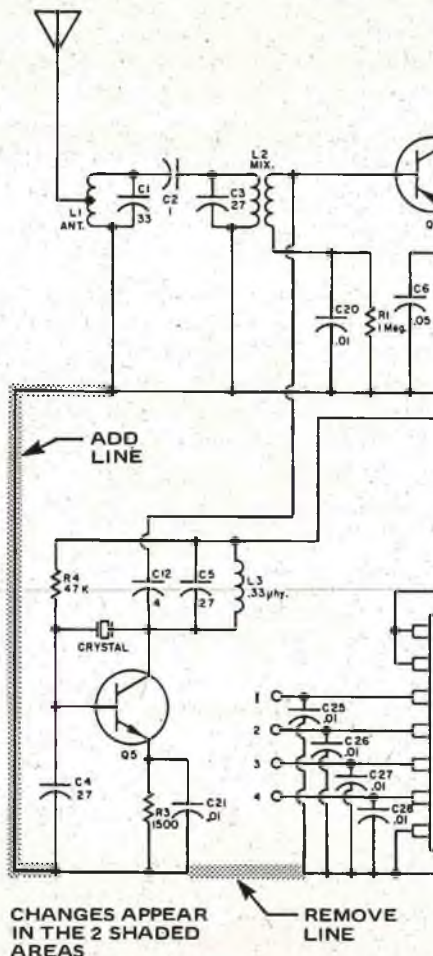 L1
ANT.
C1
33
C2
1
C3
27
L2
MIX.
Q
C20
.01
R1
1 Meg.
C6
.05
ADD
LINE
R4
47K
CRYSTAL
C12
4
C5
27
L3
.33µhy.
Q5
C4
27
R3
1500
C21
.01
1
2
3
4
C25
.01
C26
.01
C27
.01
C28
.01
CHANGES APPEAR
IN THE 2 SHADED
AREAS
REMOVE
LINE